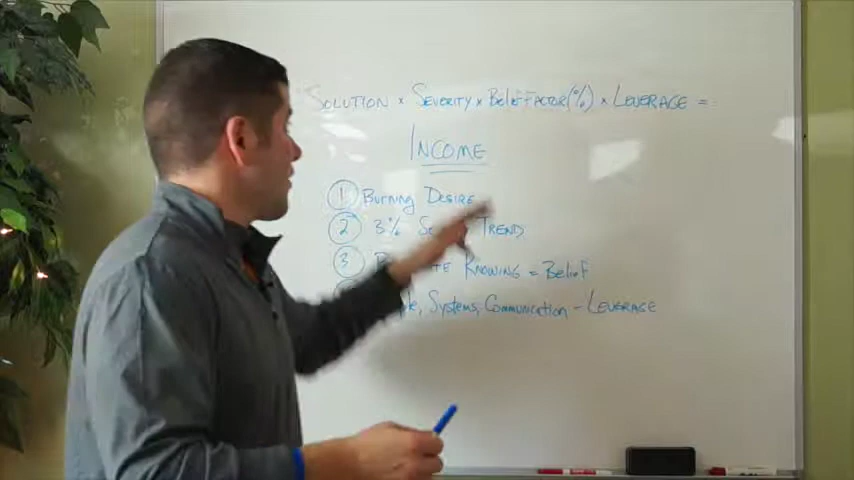 SOLUTION x SEVERITY x BELIEF FACTOR (%) x LEVERAGE =
INCOME
1 BURNING DESIRE
2 3% TREND
3 KNOWING = BELIEF
, Systems, Communication - LEVERAGE